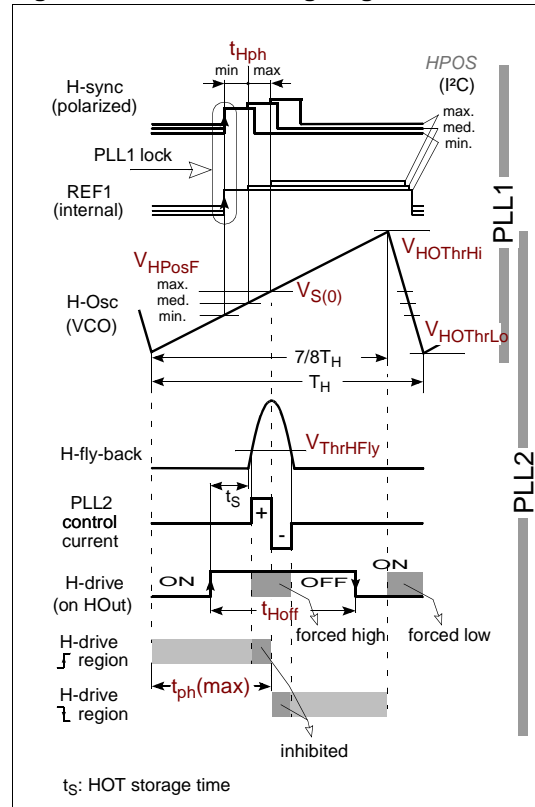 tHph
min
max
HPOS
(I²C)
H-sync
(polarized)
max.
med.
min.
PLL1 lock
REF1
(internal)
PLL1
VHPosF
max.
med.
min.
VHOThrHi
VS(0)
H-Osc
(VCO)
VHOThrLo
7/8TH
TH
H-fly-back
VThrHFly
PLL2
tS
PLL2
control
current
+
-
H-drive
(on HOut)
ON
OFF
ON
tHoff
forced high
forced low
H-drive
region
tph(max)
H-drive
region
inhibited
tS: HOT storage time